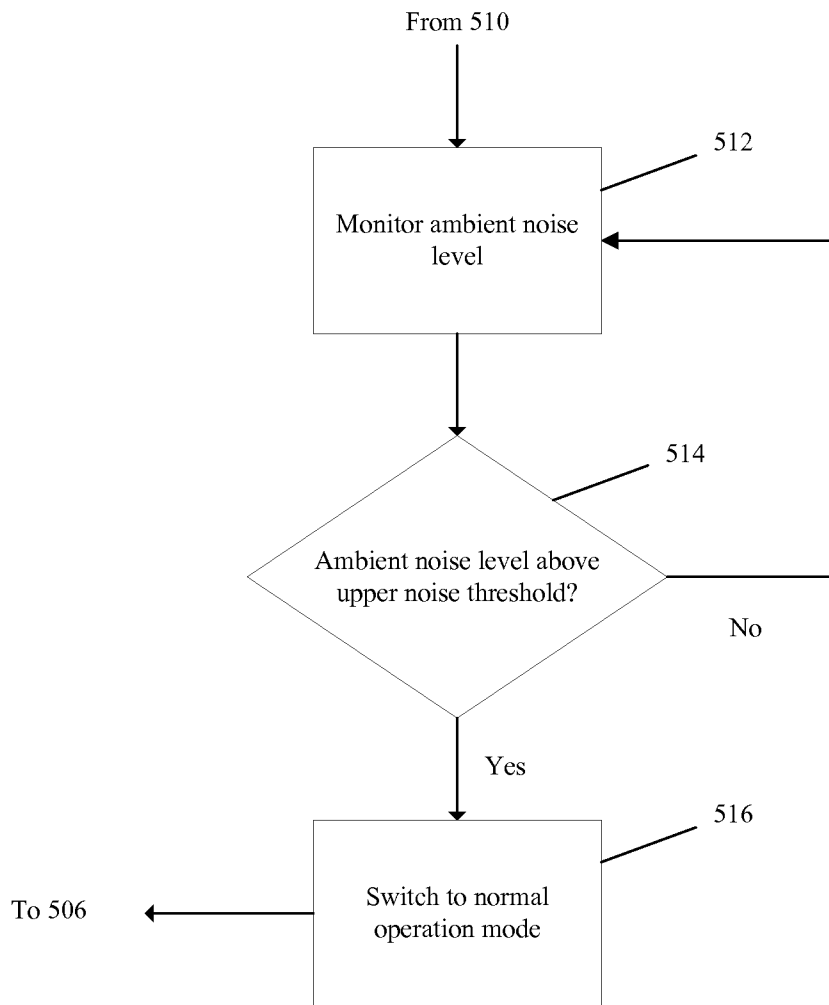 From 510
512
Monitor ambient noise
level
514
Ambient noise level above
upper noise threshold?
No
Yes
516
Switch to normal
operation mode
To 506